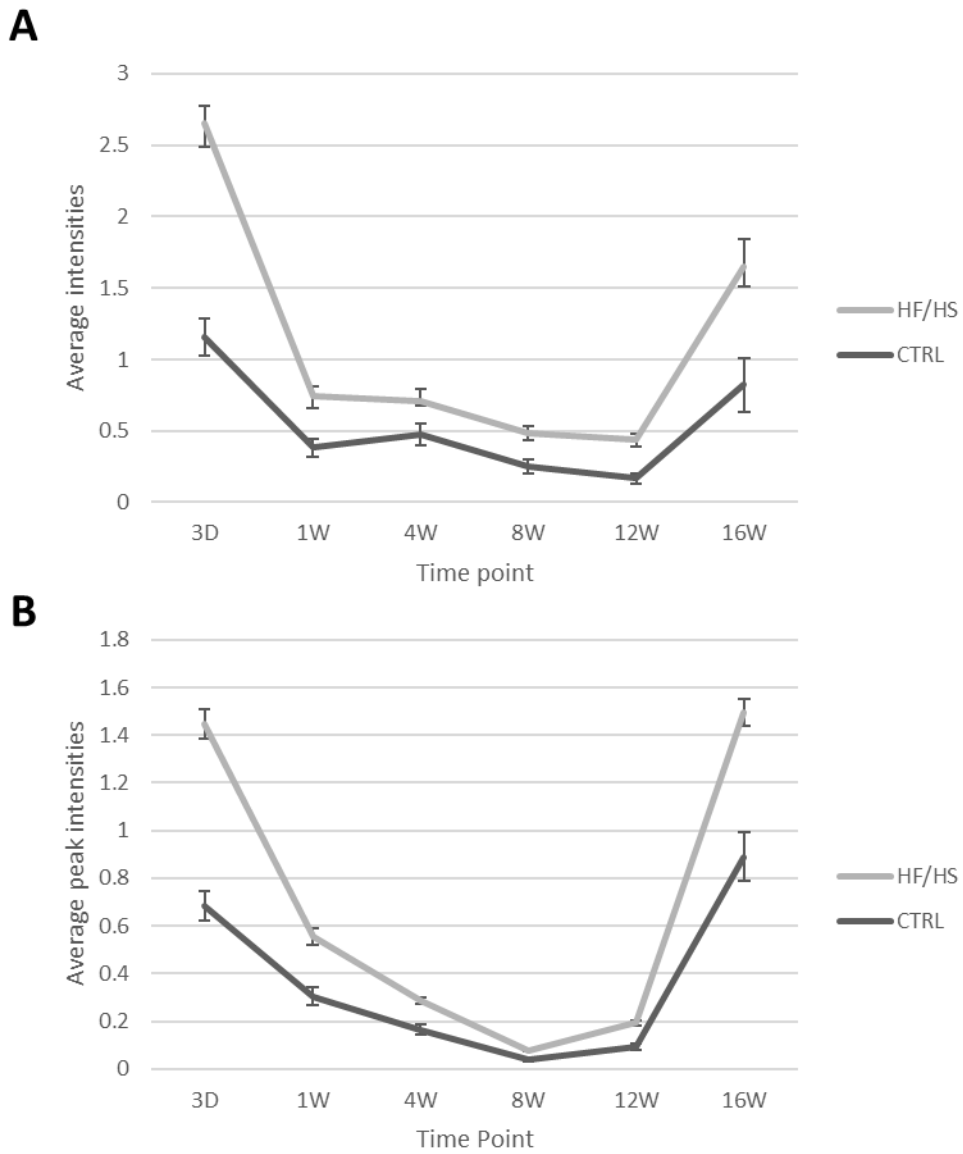 A
3
2.5
2
1.5
1
0.5
0
Average intensities
3D 1W 4W 8W 12W 16W
Time point
HF/HS
CTRL
B
1.8
1.6
1.4
1.2
1
0.8
0.6
0.4
0.2
0
Average peak intensities
3D 1W 4W 8W 12W 16W
Time Point
HF/HS
CTRL